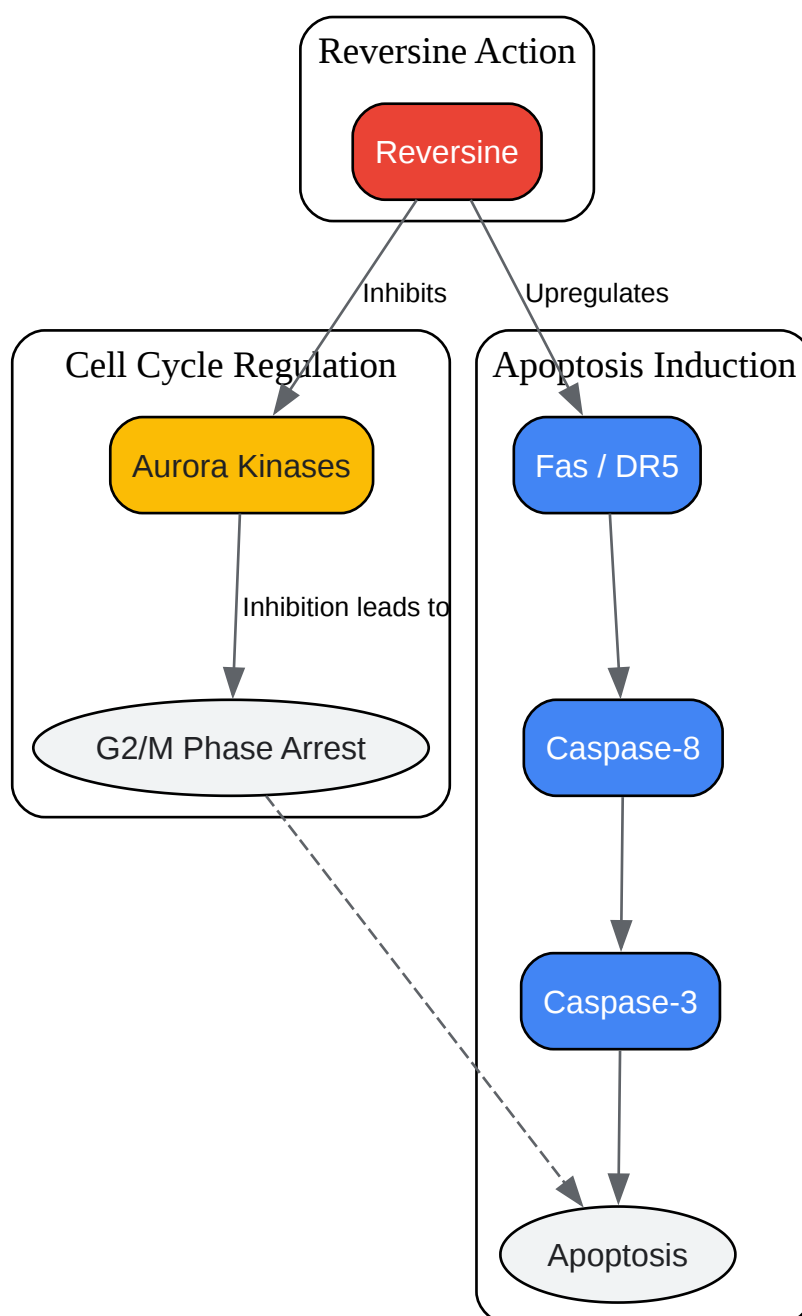 Reversine Action
Reversine
Inhibits
Upregulates
Cell Cycle Regulation
Apoptosis Induction
Aurora Kinases
Fas / DR5
Inhibition leads to
G2/M Phase Arrest
Caspase-8
Caspase-3
Apoptosis